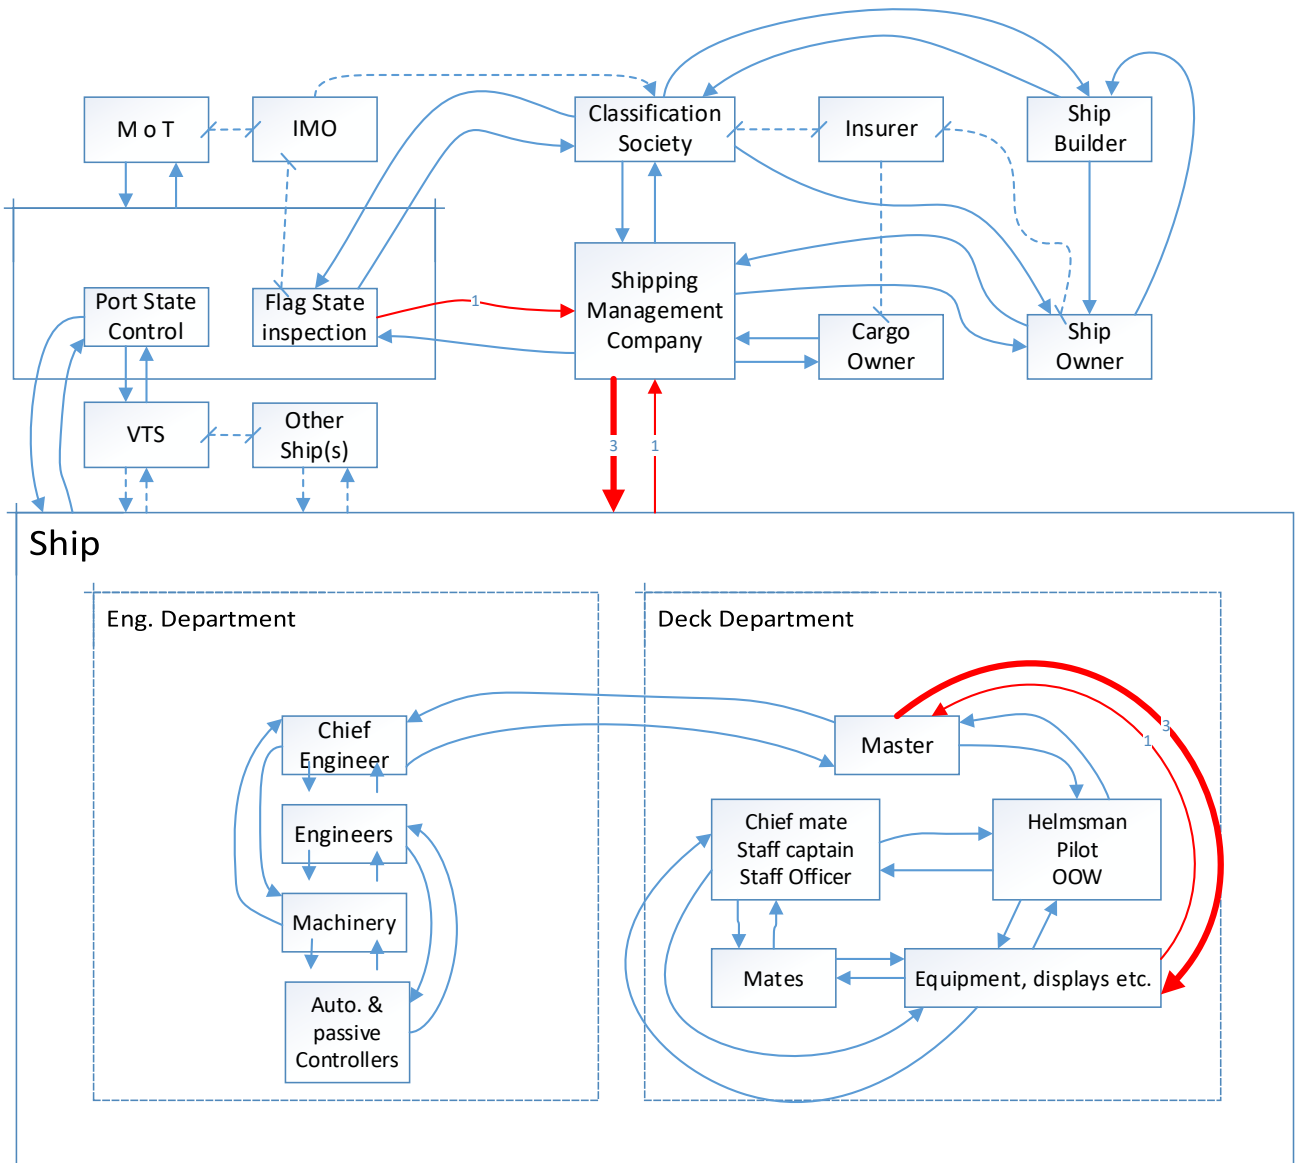 M o T
IMO
Classification
Society
Insurer
Ship
Builder
Port State
Control
Flag State
inspection
1
Shipping
Management
Company
Cargo
Owner
Ship
Owner
VTS
Other
Ship(s)
3
1
Ship
Eng. Department
Deck Department
Chief
Engineer
Master
3
1
Engineers
Chief mate
Staff captain
Staff Officer
Helmsman
Pilot
OOW
Machinery
Mates
Equipment, displays etc.
Auto. &
passive
Controllers